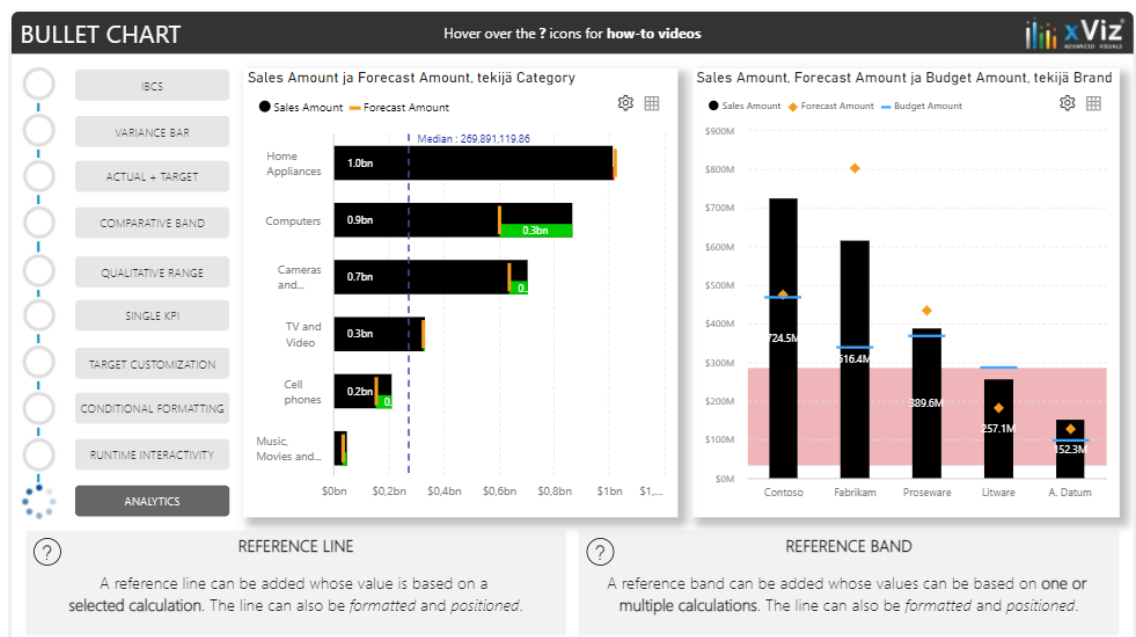 BULLET CHART
Hover over the ? icons for how-to videos
xViz
ADVANCED VISUALS
IBCS
VARIANCE BAR
ACTUAL + TARGET
COMPARATIVE BAND
QUALITATIVE RANGE
SINGLE KPI
TARGET CUSTOMIZATION
CONDITIONAL FORMATTING
RUNTIME INTERACTIVITY
ANALYTICS
Sales Amount ja Forecast Amount, tekijä Category
Sales Amount Forecast Amount
Median : 269,891,119.86
Home
Appliances
1.0bn
Computers
0.9bn
0.3bn
Cameras
and...
0.7bn
0.
TV and
Video
0.3bn
Cell
phones
0.2bn
0.
Music,
Movies and...
$0bn $0,2bn $0,4bn $0,6bn $0,8bn $1bn $1,...
Sales Amount, Forecast Amount ja Budget Amount, tekijä Brand
Sales Amount Forecast Amount Budget Amount
$900M
$800M
$700M
$600M
$500M
$400M
$300M
$200M
$100M
$0M
724.5M
616.4M
389.6M
257.1M
152.3M
Contoso Fabrikam Proseware Litware A. Datum
?
REFERENCE LINE
A reference line can be added whose value is based on a
selected calculation. The line can also be formatted and positioned.
?
REFERENCE BAND
A reference band can be added whose values can be based on one or
multiple calculations. The line can also be formatted and positioned.